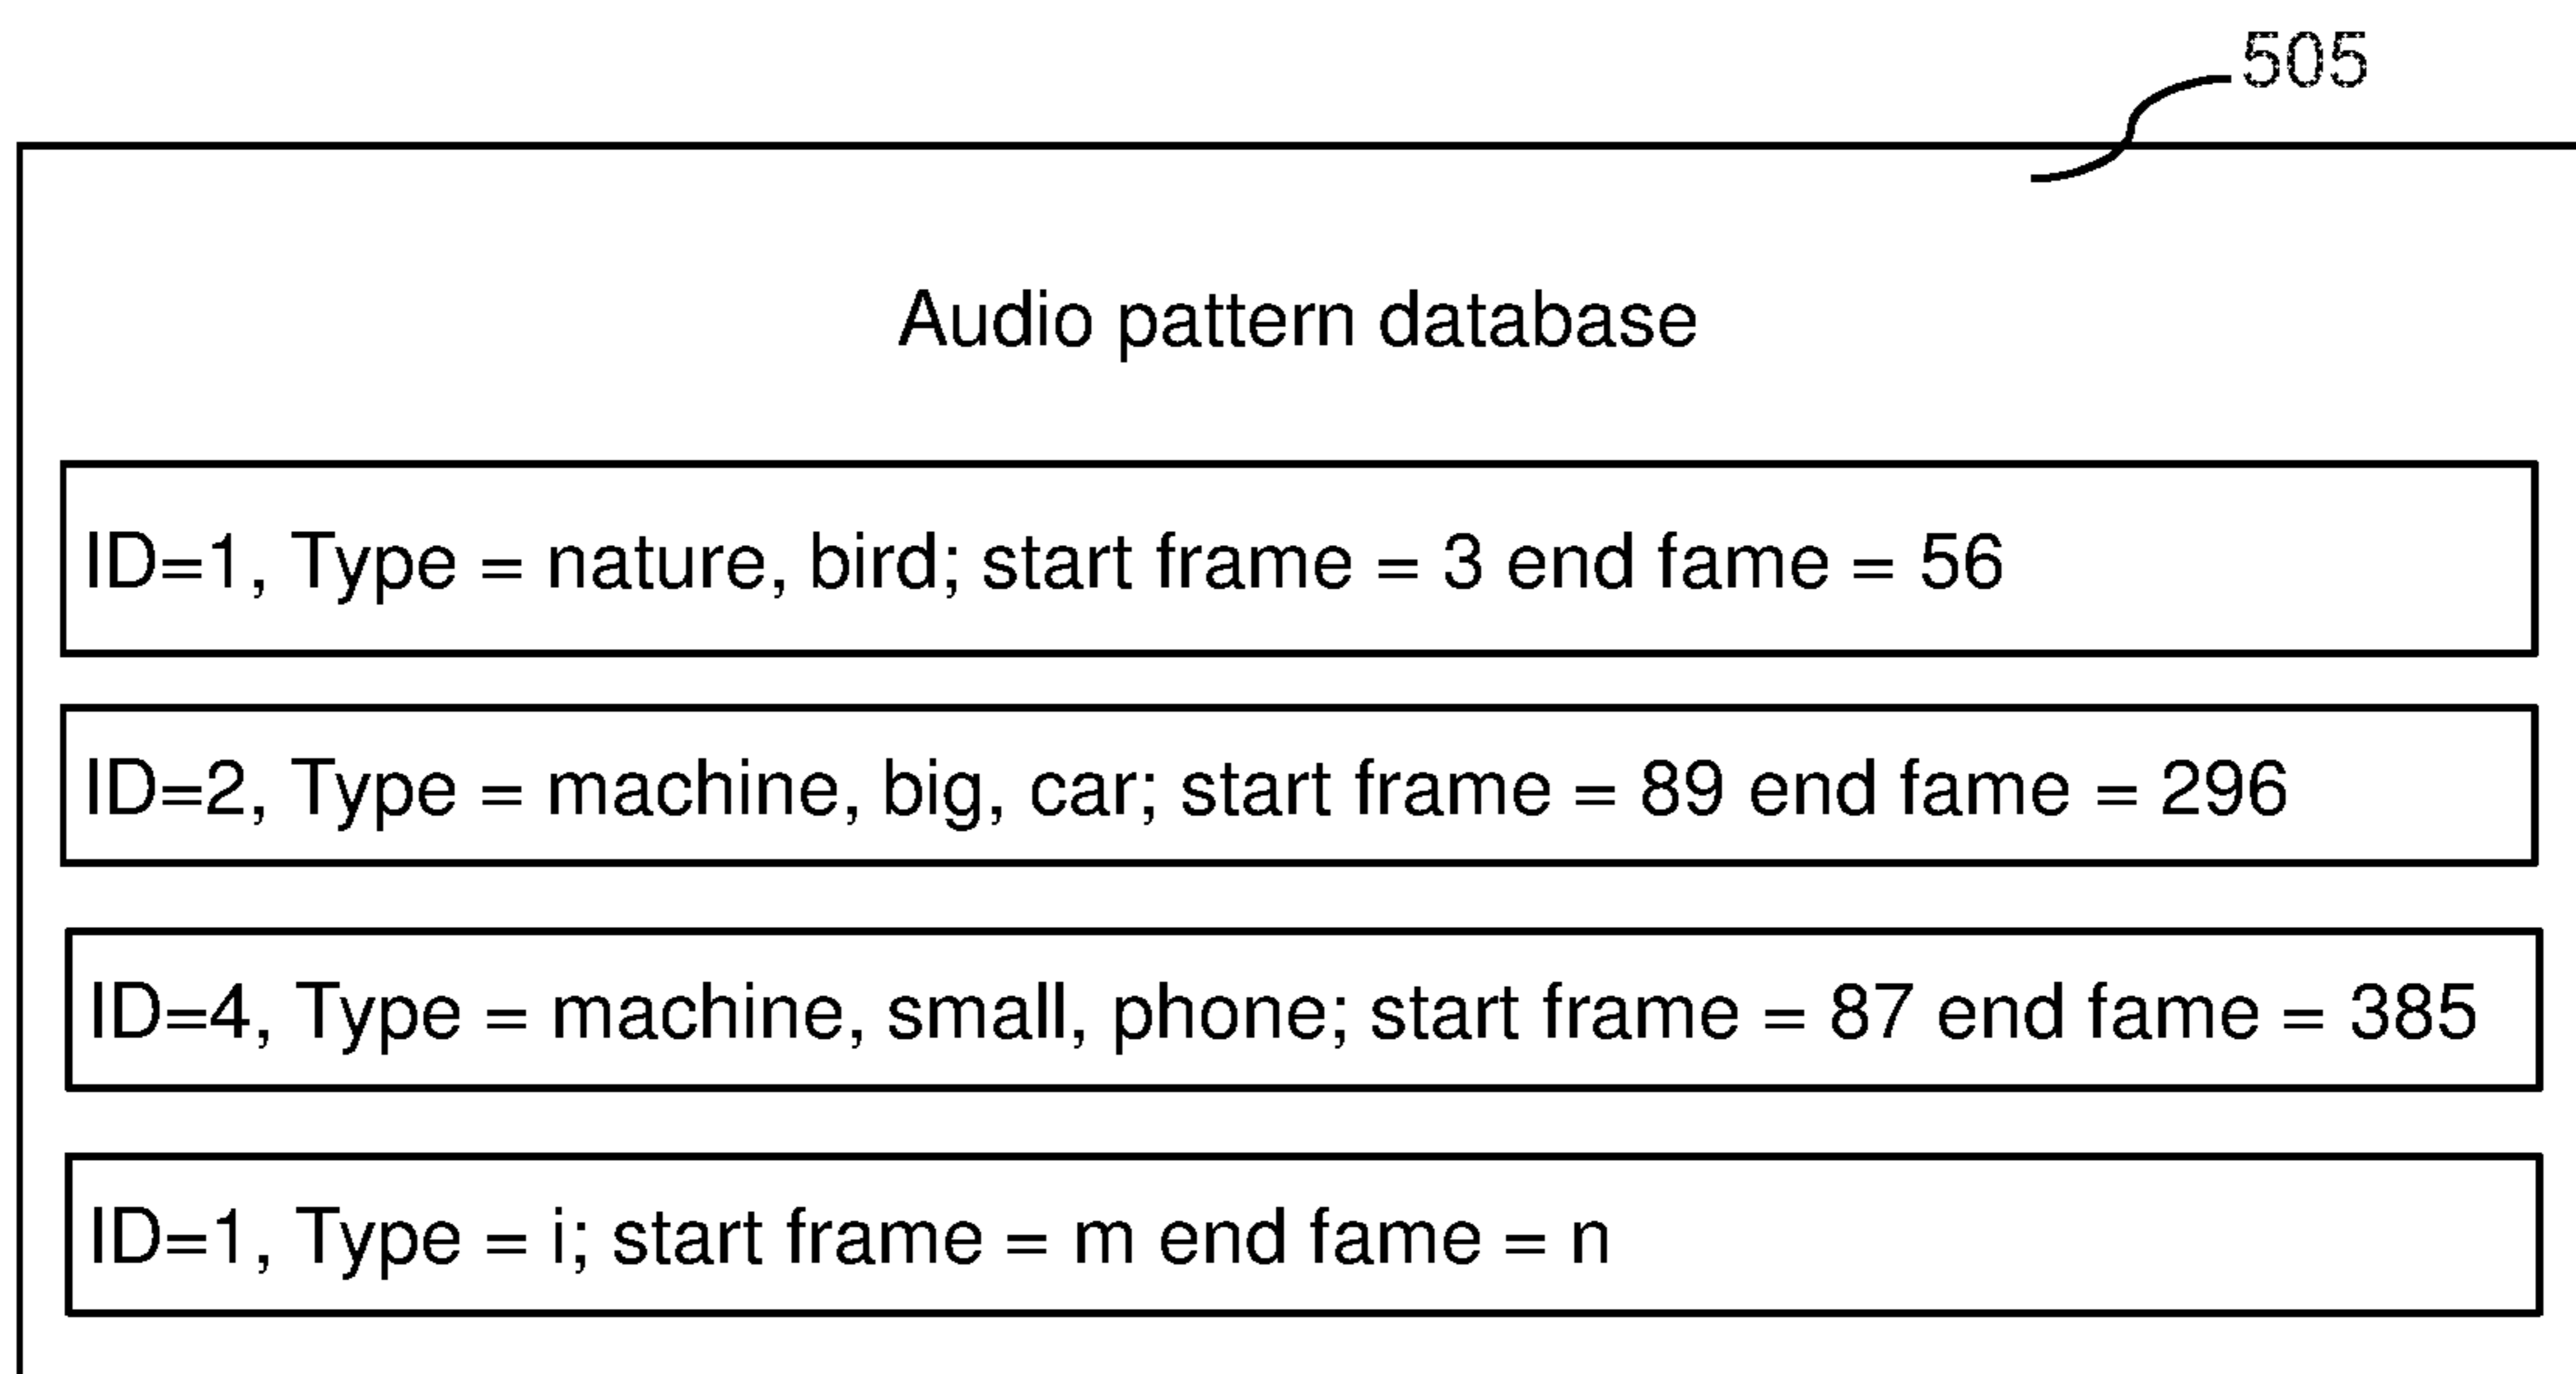 505
Audio pattern database
ID=1, Type = nature, bird; start frame = 3 end fame = 56
ID=2, Type = machine, big, car; start frame = 89 end fame = 296
ID=4, Type = machine, small, phone; start frame = 87 end fame = 385
ID=1, Type = i; start frame = m end fame = n